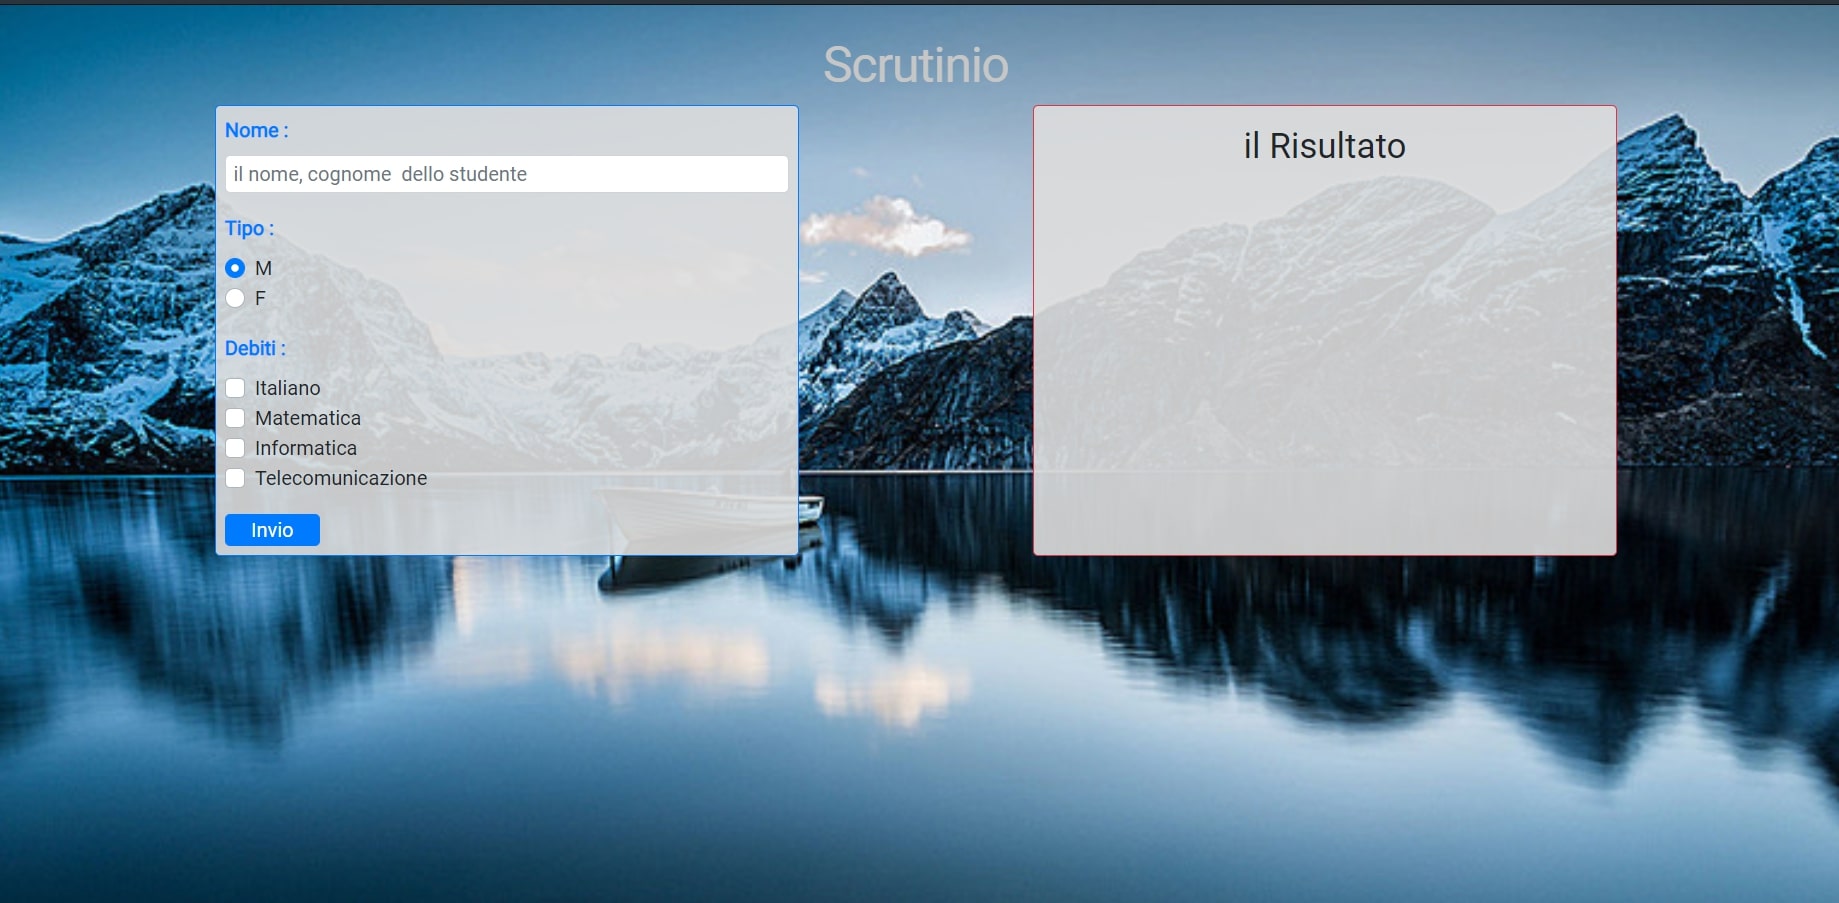 Scrutinio
Nome :
il nome, cognome  dello studente
Tipo :
M
F
Debiti :
Italiano
Matematica
Informatica
Telecomunicazione
Invio
il Risultato